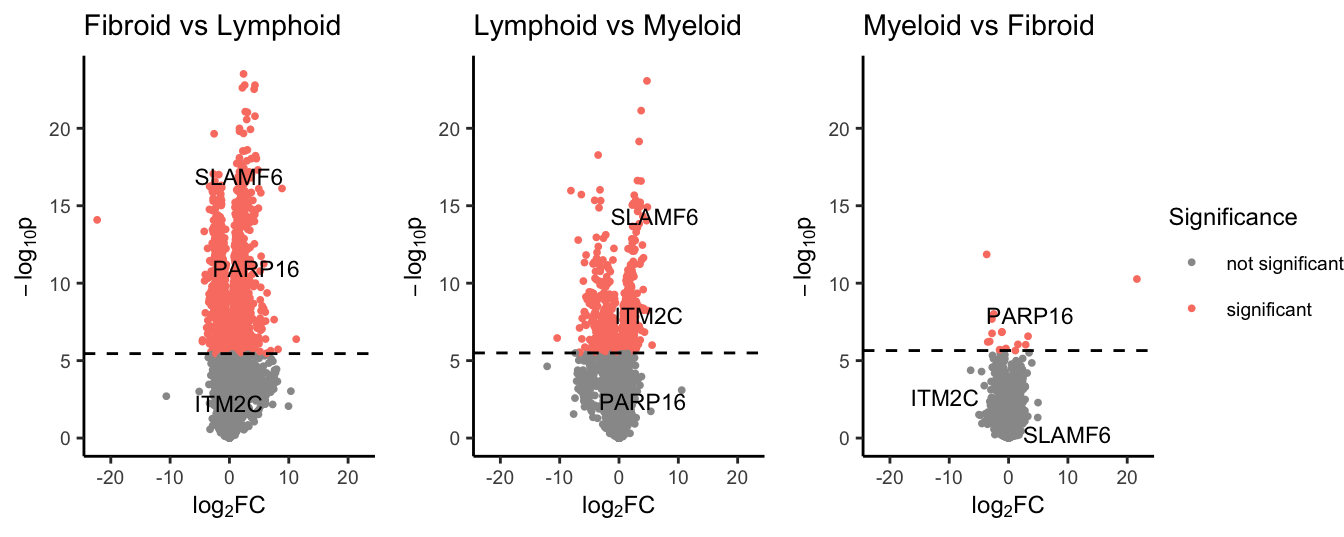 Fibroid vs Lymphoid
20
15
10
5
0
-20
-10
0
10
20
−log10p
log2FC
SLAMF6
PARP16
ITM2C
Lymphoid vs Myeloid
20
15
10
5
0
-20
-10
0
10
20
−log10p
log2FC
SLAMF6
ITM2C
PARP16
Myeloid vs Fibroid
20
15
10
5
0
-20
-10
0
10
20
−log10p
log2FC
PARP16
ITM2C
SLAMF6
Significance
not significant
significant